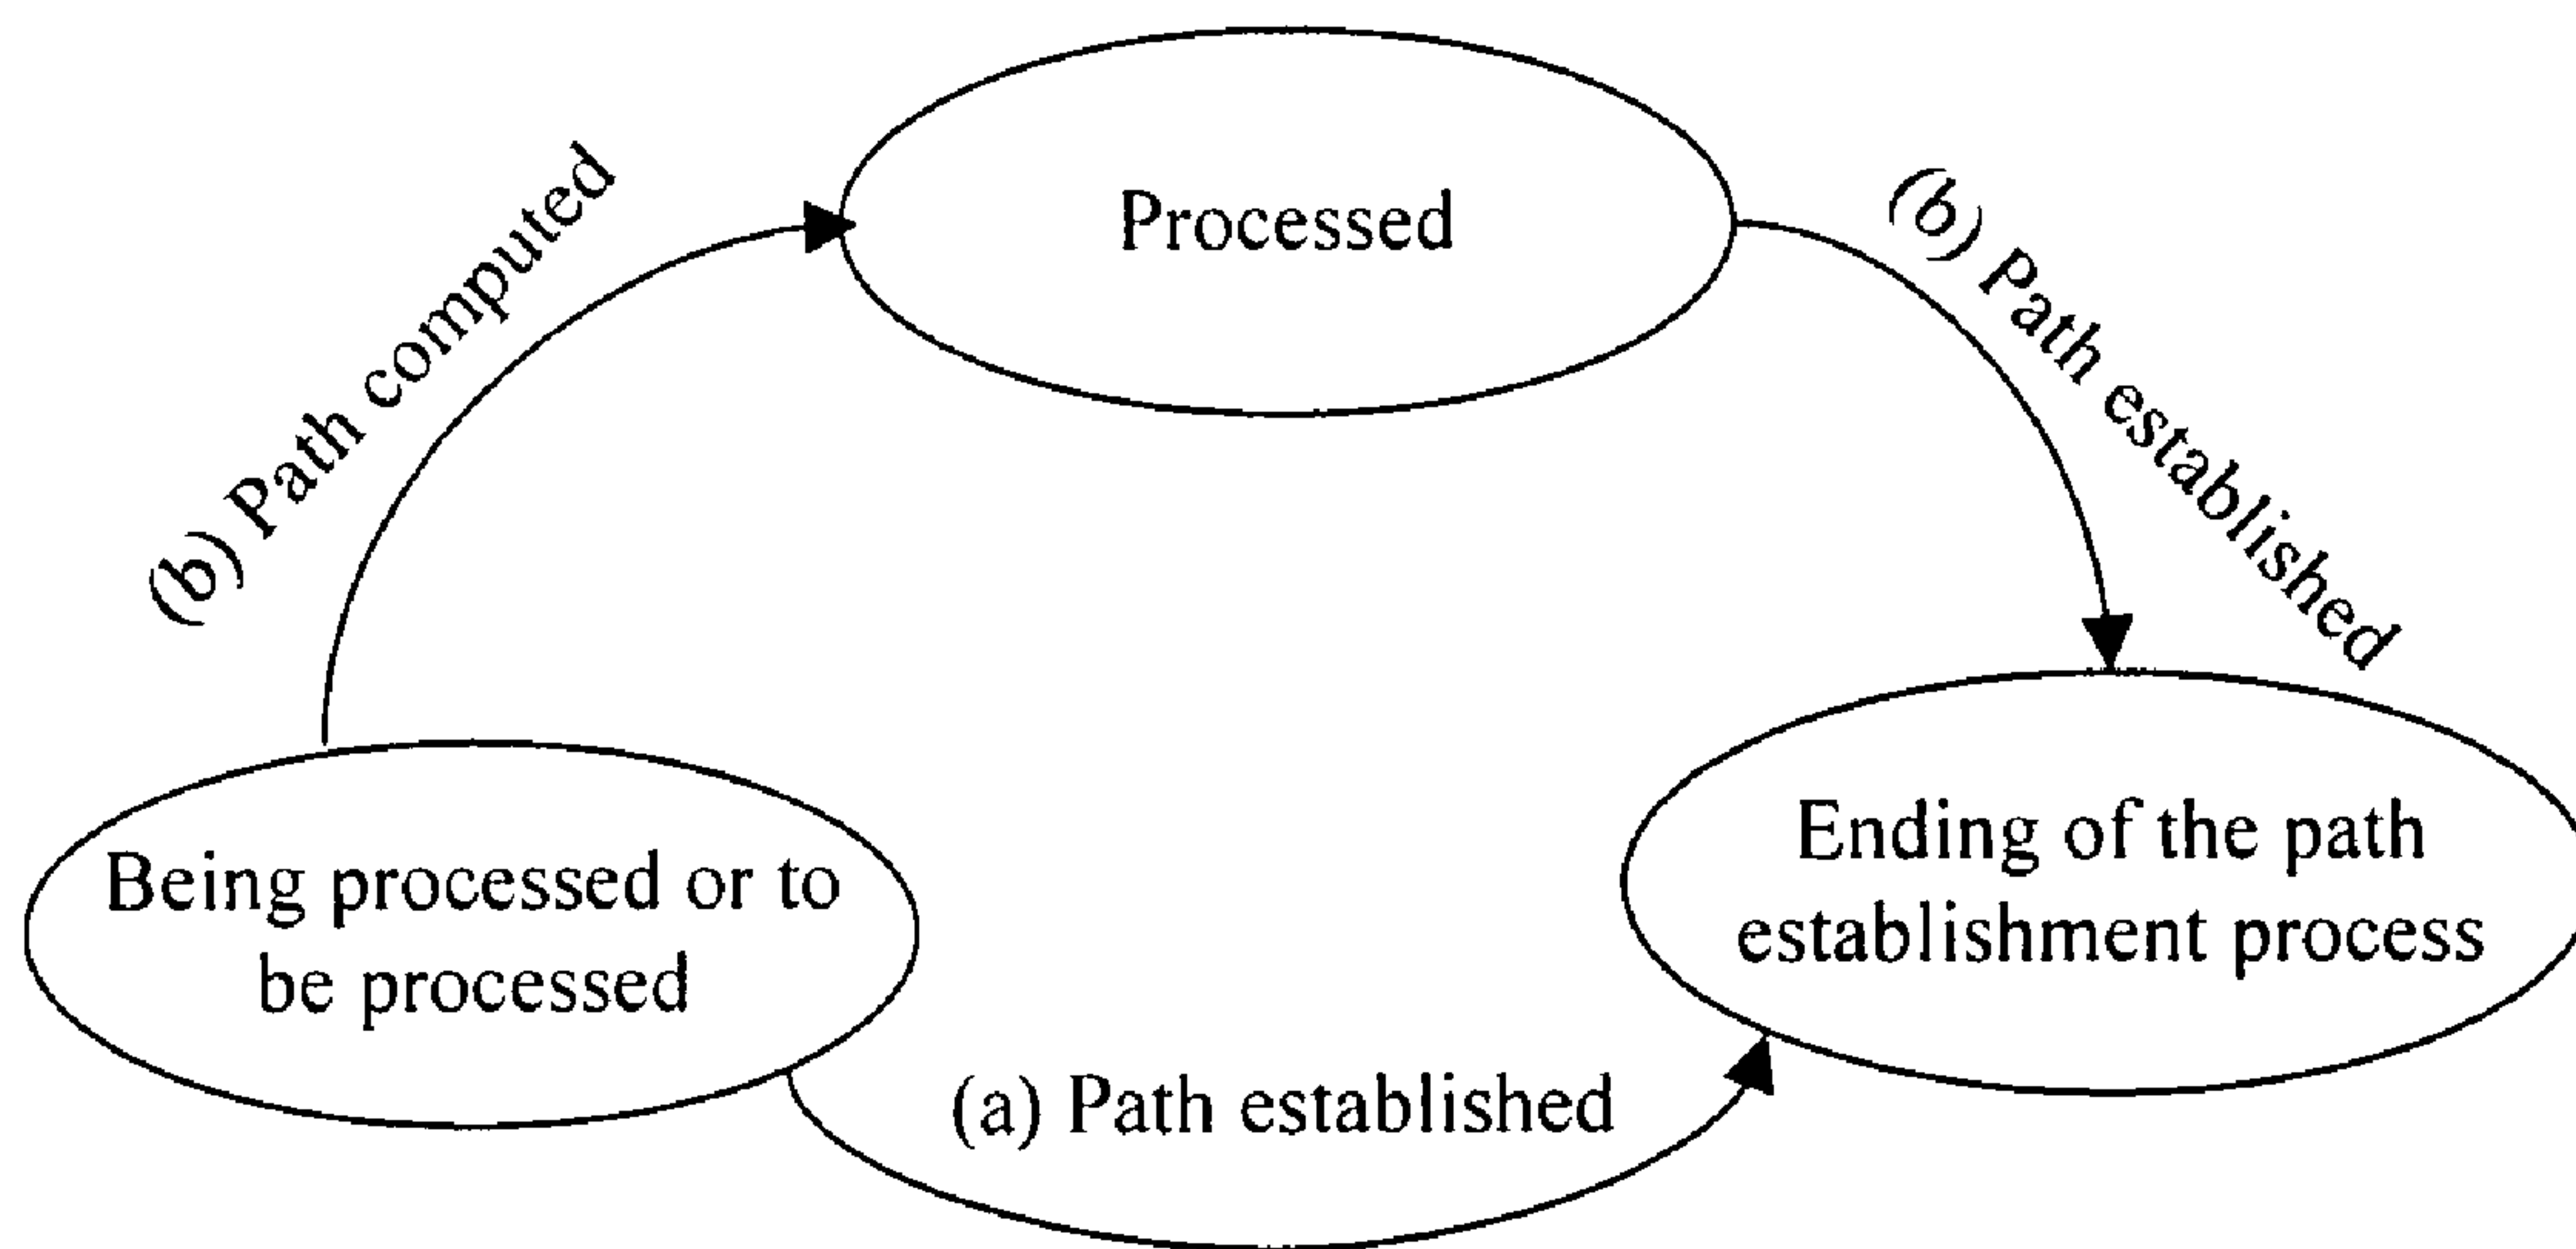 Processed
(b) Path computed
(b) Path established
Being processed or to
be processed
Ending of the path
establishment process
(a) Path established